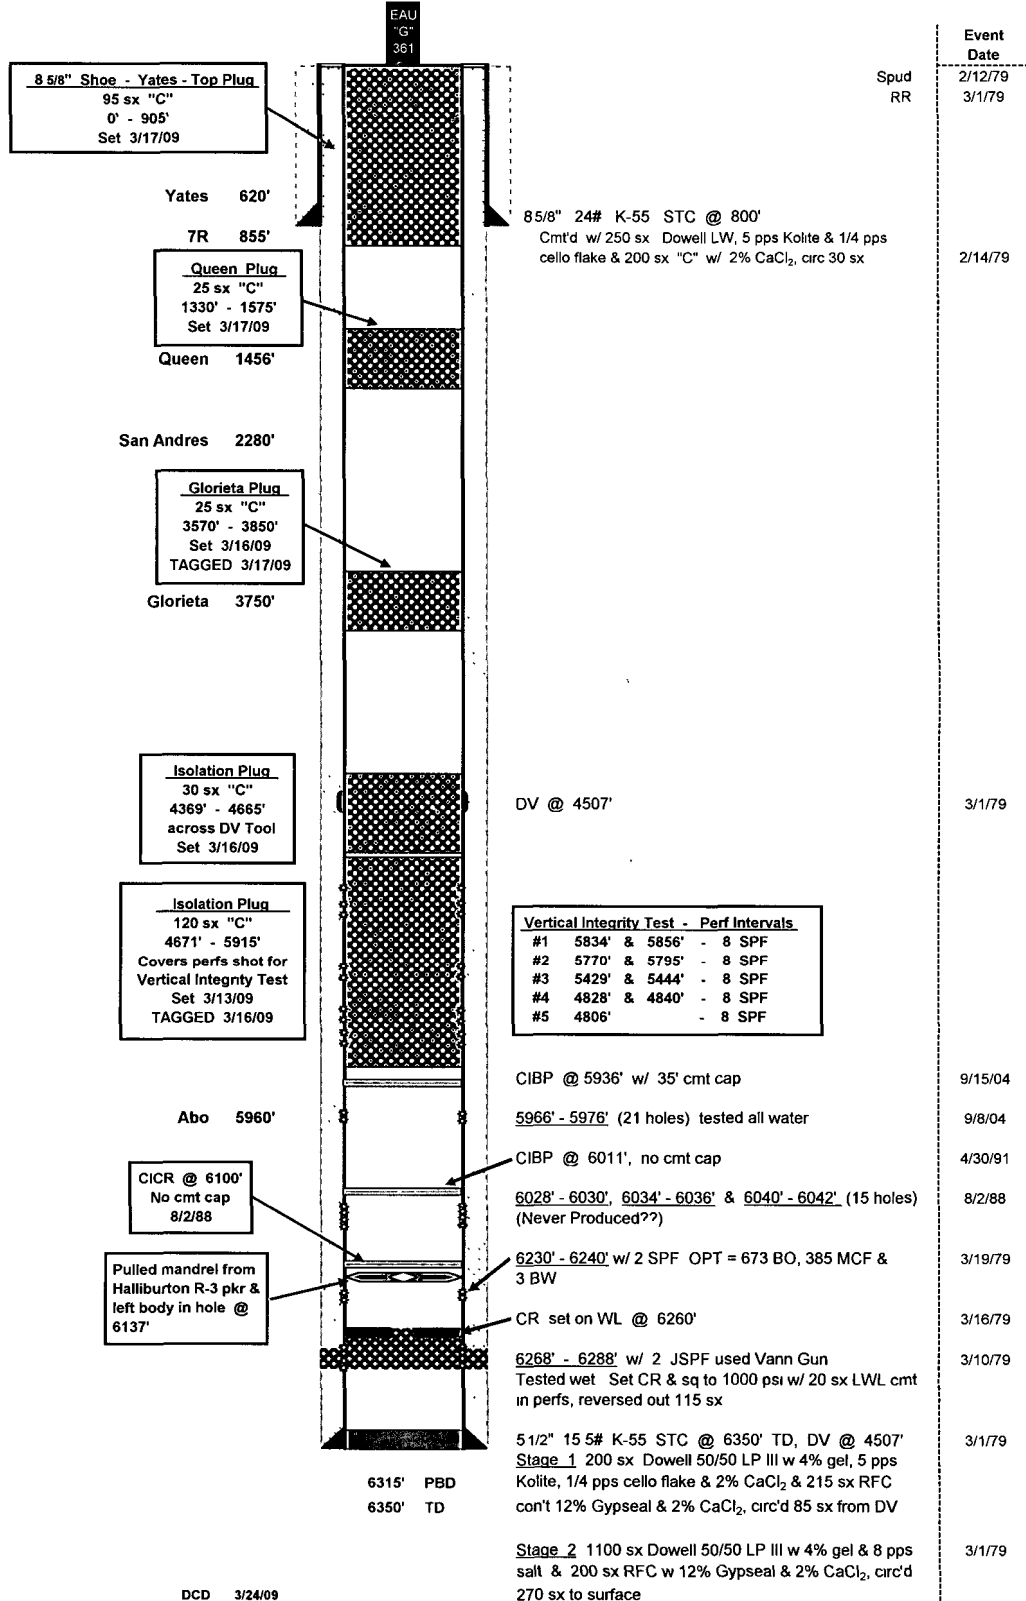 EAU
"G"
361
Event
Date
Spud 2/12/79
RR 3/1/79
8 5/8" Shoe - Yates - Top Plug
95 sx "C"
0' - 905'
Set 3/17/09
Yates 620'
7R 855'
8 5/8" 24# K-55 STC @ 800'
Cmt'd w/ 250 sx Dowell LW, 5 pps Kolite & 1/4 pps
cello flake & 200 sx "C" w/ 2% CaCl2, circ 30 sx 2/14/79
Queen Plug
25 sx "C"
1330' - 1575'
Set 3/17/09
Queen 1456'
San Andres 2280'
Glorieta Plug
25 sx "C"
3570' - 3850'
Set 3/16/09
TAGGED 3/17/09
Glorieta 3750'
Isolation Plug
30 sx "C"
4369' - 4665'
across DV Tool
Set 3/16/09
DV @ 4507' 3/1/79
Isolation Plug
120 sx "C"
4671' - 5915'
Covers perfs shot for
Vertical Integrity Test
Set 3/13/09
TAGGED 3/16/09
Vertical Integrity Test - Perf Intervals
#1 5834' & 5856' - 8 SPF
#2 5770' & 5795' - 8 SPF
#3 5429' & 5444' - 8 SPF
#4 4828' & 4840' - 8 SPF
#5 4806' - 8 SPF
CIBP @ 5936' w/ 35' cmt cap 9/15/04
Abo 5960'
5966' - 5976' (21 holes) tested all water 9/8/04
CIBP @ 6011', no cmt cap 4/30/91
CICR @ 6100'
No cmt cap
8/2/88
6028' - 6030', 6034' - 6036' & 6040' - 6042' (15 holes) 8/2/88
(Never Produced??)
Pulled mandrel from
Halliburton R-3 pkr &
left body in hole @
6137'
6230' - 6240' w/ 2 SPF OPT = 673 BO, 385 MCF & 3/19/79
3 BW
CR set on WL @ 6260' 3/16/79
6268' - 6288' w/ 2 JSPF used Vann Gun 3/10/79
Tested wet Set CR & sq to 1000 psi w/ 20 sx LWL cmt
in perfs, reversed out 115 sx
5 1/2" 15 5# K-55 STC @ 6350' TD, DV @ 4507' 3/1/79
Stage 1 200 sx Dowell 50/50 LP III w 4% gel, 5 pps
Kolite, 1/4 pps cello flake & 2% CaCl2 & 215 sx RFC
con't 12% Gypseal & 2% CaCl2, circ'd 85 sx from DV
6315' PBD
6350' TD
Stage 2 1100 sx Dowell 50/50 LP III w 4% gel & 8 pps 3/1/79
salt & 200 sx RFC w 12% Gypseal & 2% CaCl2, circ'd
270 sx to surface
DCD 3/24/09